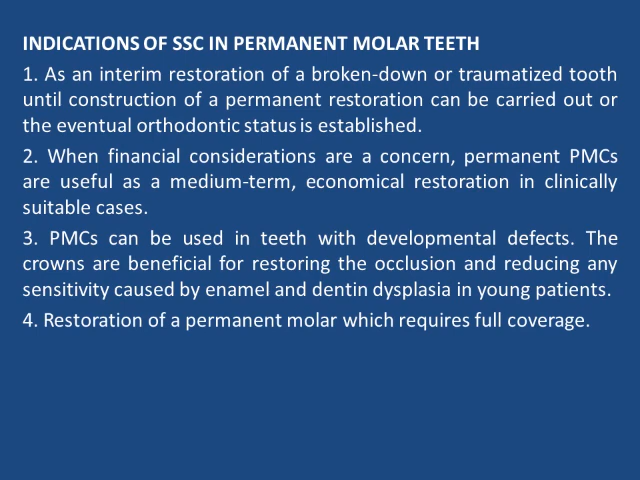 INDICATIONS OF SSC IN PERMANENT MOLAR TEETH
1. As an interim restoration of a broken-down or traumatized tooth
until construction of a permanent restoration can be carried out or
the eventual orthodontic status is established.
2. When financial considerations are a concern, permanent PMCs
are useful as a medium-term, economical restoration in clinically
suitable cases.
3. PMCs can be used in teeth with developmental defects. The
crowns are beneficial for restoring the occlusion and reducing any
sensitivity caused by enamel and dentin dysplasia in young patients.
4. Restoration of a permanent molar which requires full coverage.